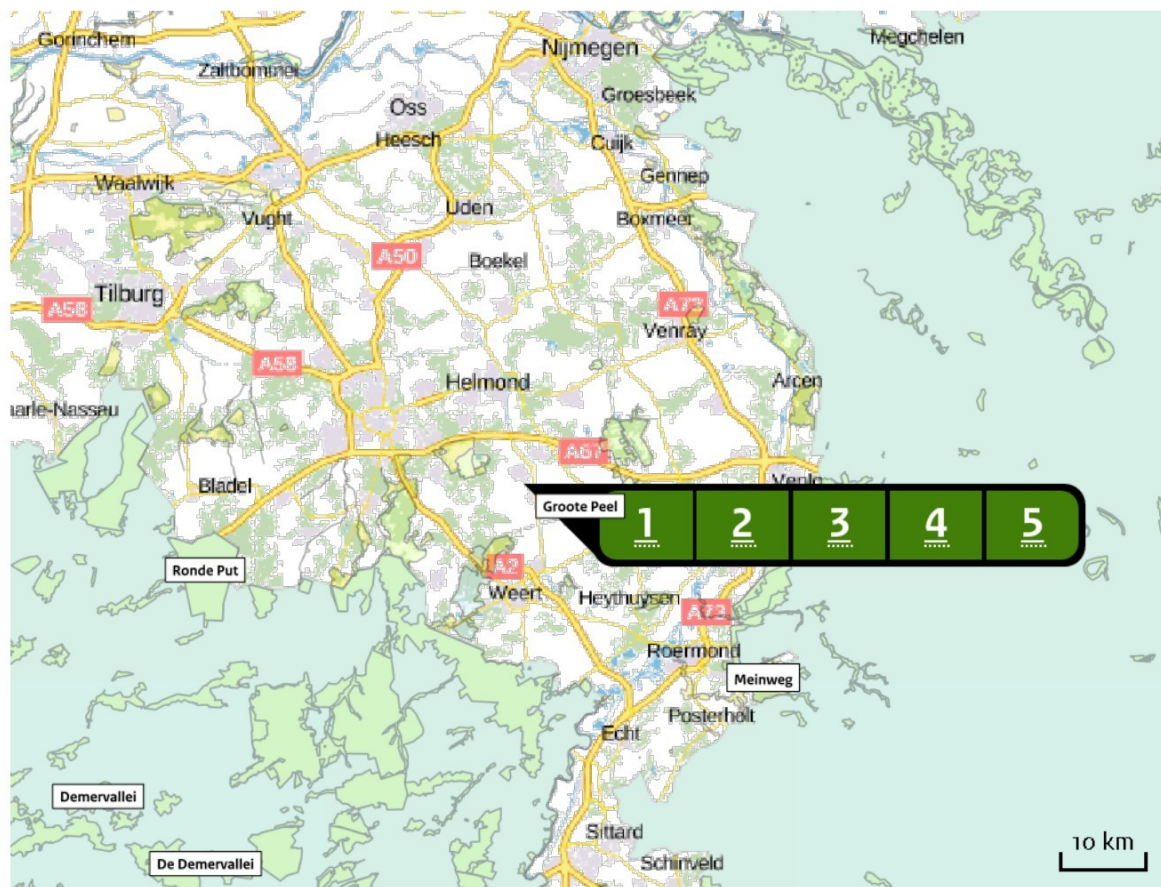 Gorinchem
Zaltbommel
Nijmegen
Megchelen
Oss
Groesbeek
Heesch
Cuijk
Waalwijk
Gennep
Vught
Uden
Boxmeer
A50
Boekel
Tilburg
A58
A73
Venray
A58
Helmond
Arcen
aarle-Nassau
A67
Bladel
Venlo
Groote Peel
1 2 3 4 5
Ronde Put
A2
Weert
Heythuysen
A73
Roermond
Meinweg
Posterholt
Echt
Demervallei
Sittard
10 km
De Demervallei
Schinveld